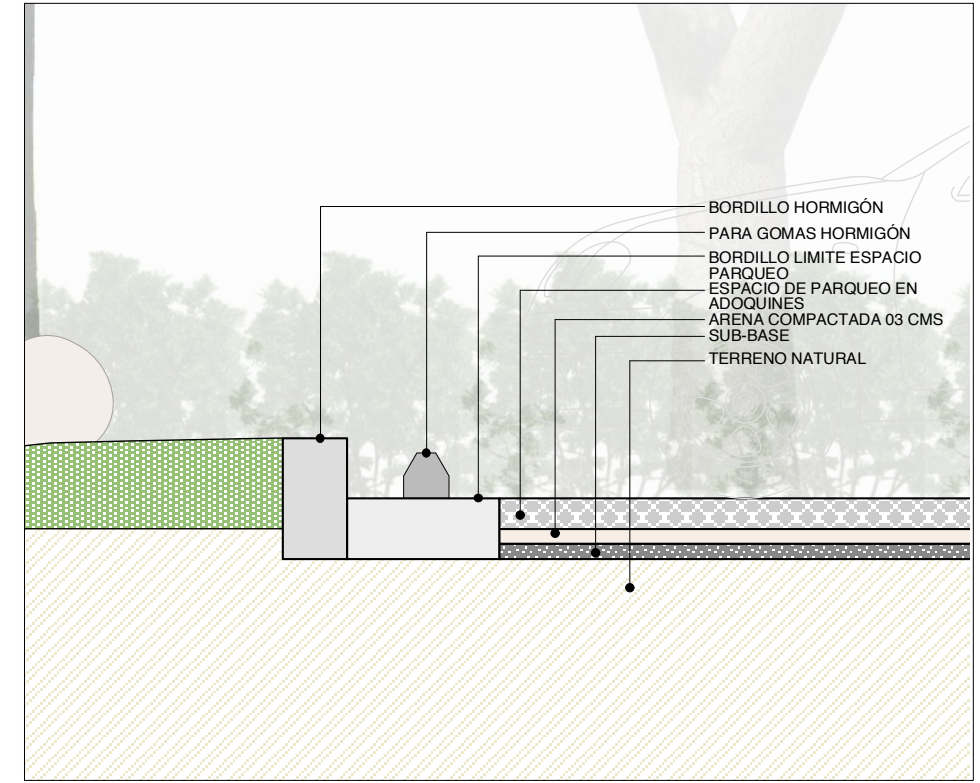 BORDILLO HORMIGÓN
PARA GOMAS HORMIGÓN
BORDILLO LIMITE ESPACIO
PARQUEO
ESPACIO DE PARQUEO EN
ADOQUINES
ARENA COMPACTADA 03 CMS
SUB-BASE
TERRENO NATURAL